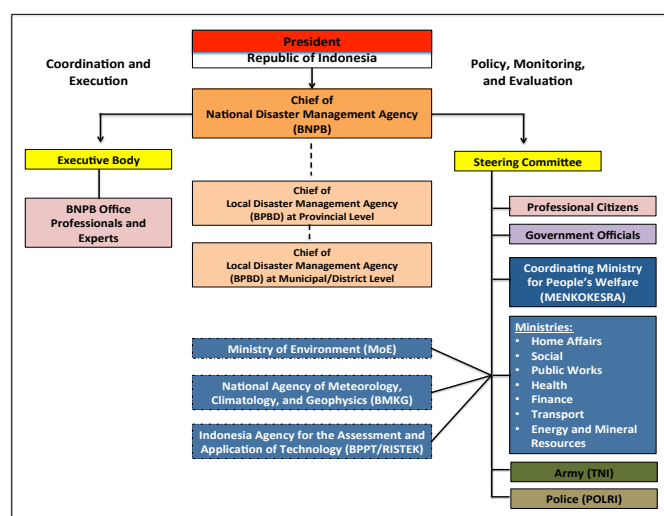 President
Republic of Indonesia
Coordination and
Execution
Policy, Monitoring,
and Evaluation
Chief of
National Disaster Management Agency
(BNPB)
Executive Body
Steering Committee
BNPB Office
Professionals and
Experts
Chief of
Local Disaster Management Agency
(BPBD) at Provincial Level
Professional Citizens
Government Officials
Chief of
Local Disaster Management Agency
(BPBD) at Municipal/District Level
Coordinating Ministry
for People's Welfare
(MENKOKESRA)
Ministry of Environment (MoE)
National Agency of Meteorology,
Climatology, and Geophysics (BMKG)
Indonesia Agency for the Assessment and
Application of Technology (BPPT/RISTEK)
Ministries:
• Home Affairs
• Social
• Public Works
• Health
• Finance
• Transport
• Energy and Mineral
Resources
Army (TNI)
Police (POLRI)